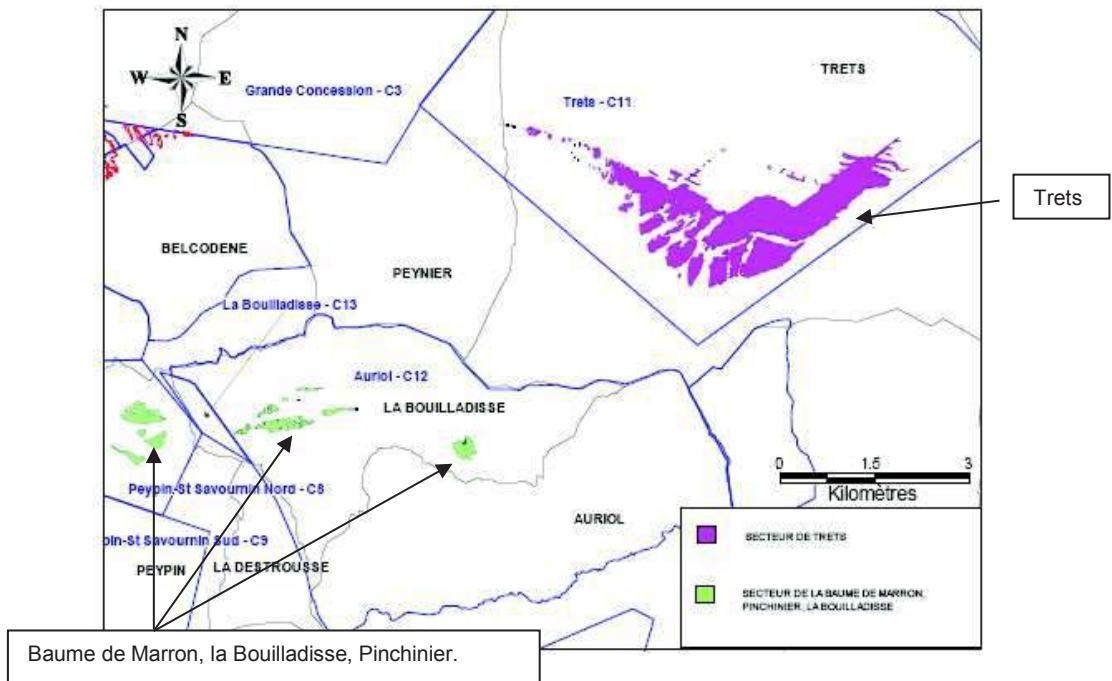 N
W E
S
TRETS
Grande Concession - C3
Trets - C11
Trets
BELCODENE
PEYNIER
La Bouilladisse - C13
Auriol - C12
LA BOUILLADISSE
Peypin-St Savournin Nord - C8
0 1.5 3
Kilomètres
AURIOL
pin-St Savournin Sud - C9
PEYPIN
LA DESTROUSSE
SECTEUR DE TRETS
SECTEUR DE LA BAUME DE MARRON,
PINCHINIER, LA BOUILLADISSE
Baume de Marron, la Bouilladisse, Pinchinier.